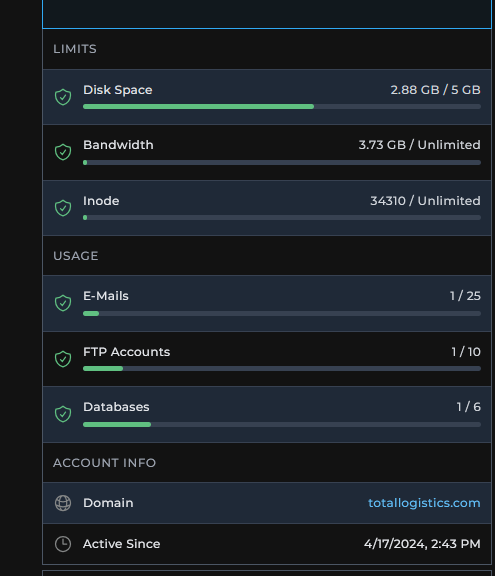 LIMITS
Disk Space 2.88 GB / 5 GB
Bandwidth 3.73 GB / Unlimited
Inode 34310 / Unlimited
USAGE
E-Mails 1 / 25
FTP Accounts 1 / 10
Databases 1 / 6
ACCOUNT INFO
Domain totallogistics.com
Active Since 4/17/2024, 2:43 PM